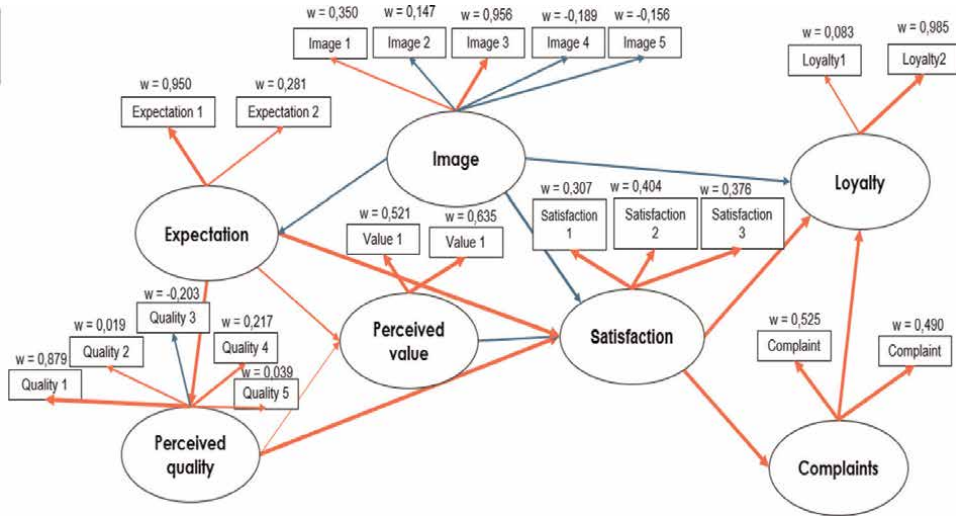 w = 0,350
w = 0,147
w = 0,956
w = -0,189
w = -0,156
Image 1
Image 2
Image 3
Image 4
Image 5
w = 0,083
w = 0,985
Loyalty1
Loyalty2
w = 0,950
w = 0,281
Expectation 1
Expectation 2
Image
Loyalty
w = 0,307
w = 0,404
w = 0,376
Satisfaction
1
Satisfaction
2
Satisfaction
3
w = 0,521
w = 0,635
Value 1
Value 1
Expectation
w = -0,203
Quality 3
w = 0,019
Quality 2
w = 0,217
Quality 4
w = 0,879
Quality 1
w = 0,039
Quality 5
Perceived
value
Satisfaction
w = 0,525
w = 0,490
Complaint
Complaint
Perceived
quality
Complaints